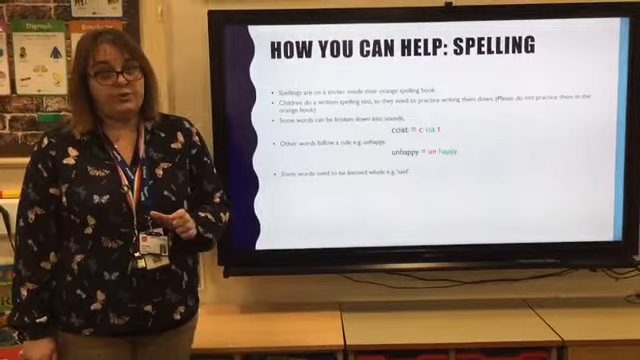 Digraph
HOW YOU CAN HELP: SPELLING
• Spellings are on a sticker inside their orange spelling book.
• Children do a written spelling test, so they need to practice writing them down. (Please do not practice them in the
orange book)
• Some words can be broken down into sounds.
coat = c oa t
• Other words follow a rule e.g. unhappy
unhappy = un happy
• Some words need to be learned whole e.g. 'said'